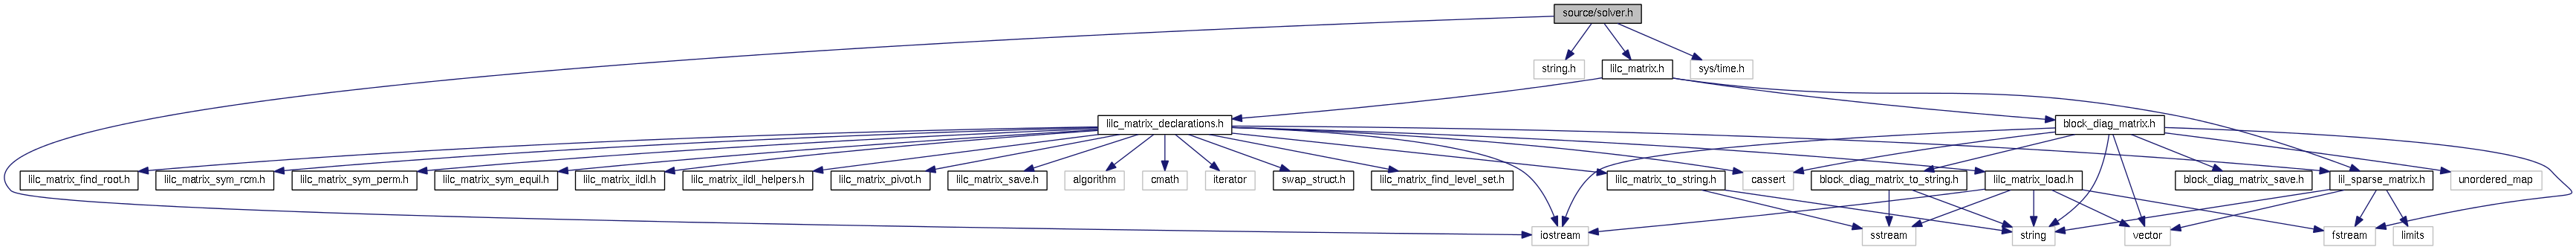 source/solver.h
string.h
lilc_matrix.h
sys/time.h
lilc_matrix_declarations.h
block_diag_matrix.h
lilc_matrix_find_root.h
lilc_matrix_sym_rcm.h
lilc_matrix_sym_perm.h
lilc_matrix_sym_equil.h
lilc_matrix_ildl.h
lilc_matrix_ildl_helpers.h
lilc_matrix_pivot.h
lilc_matrix_save.h
algorithm
cmath
iterator
swap_struct.h
lilc_matrix_find_level_set.h
lilc_matrix_to_string.h
cassert
block_diag_matrix_to_string.h
lilc_matrix_load.h
block_diag_matrix_save.h
lil_sparse_matrix.h
unordered_map
iostream
sstream
string
vector
fstream
limits